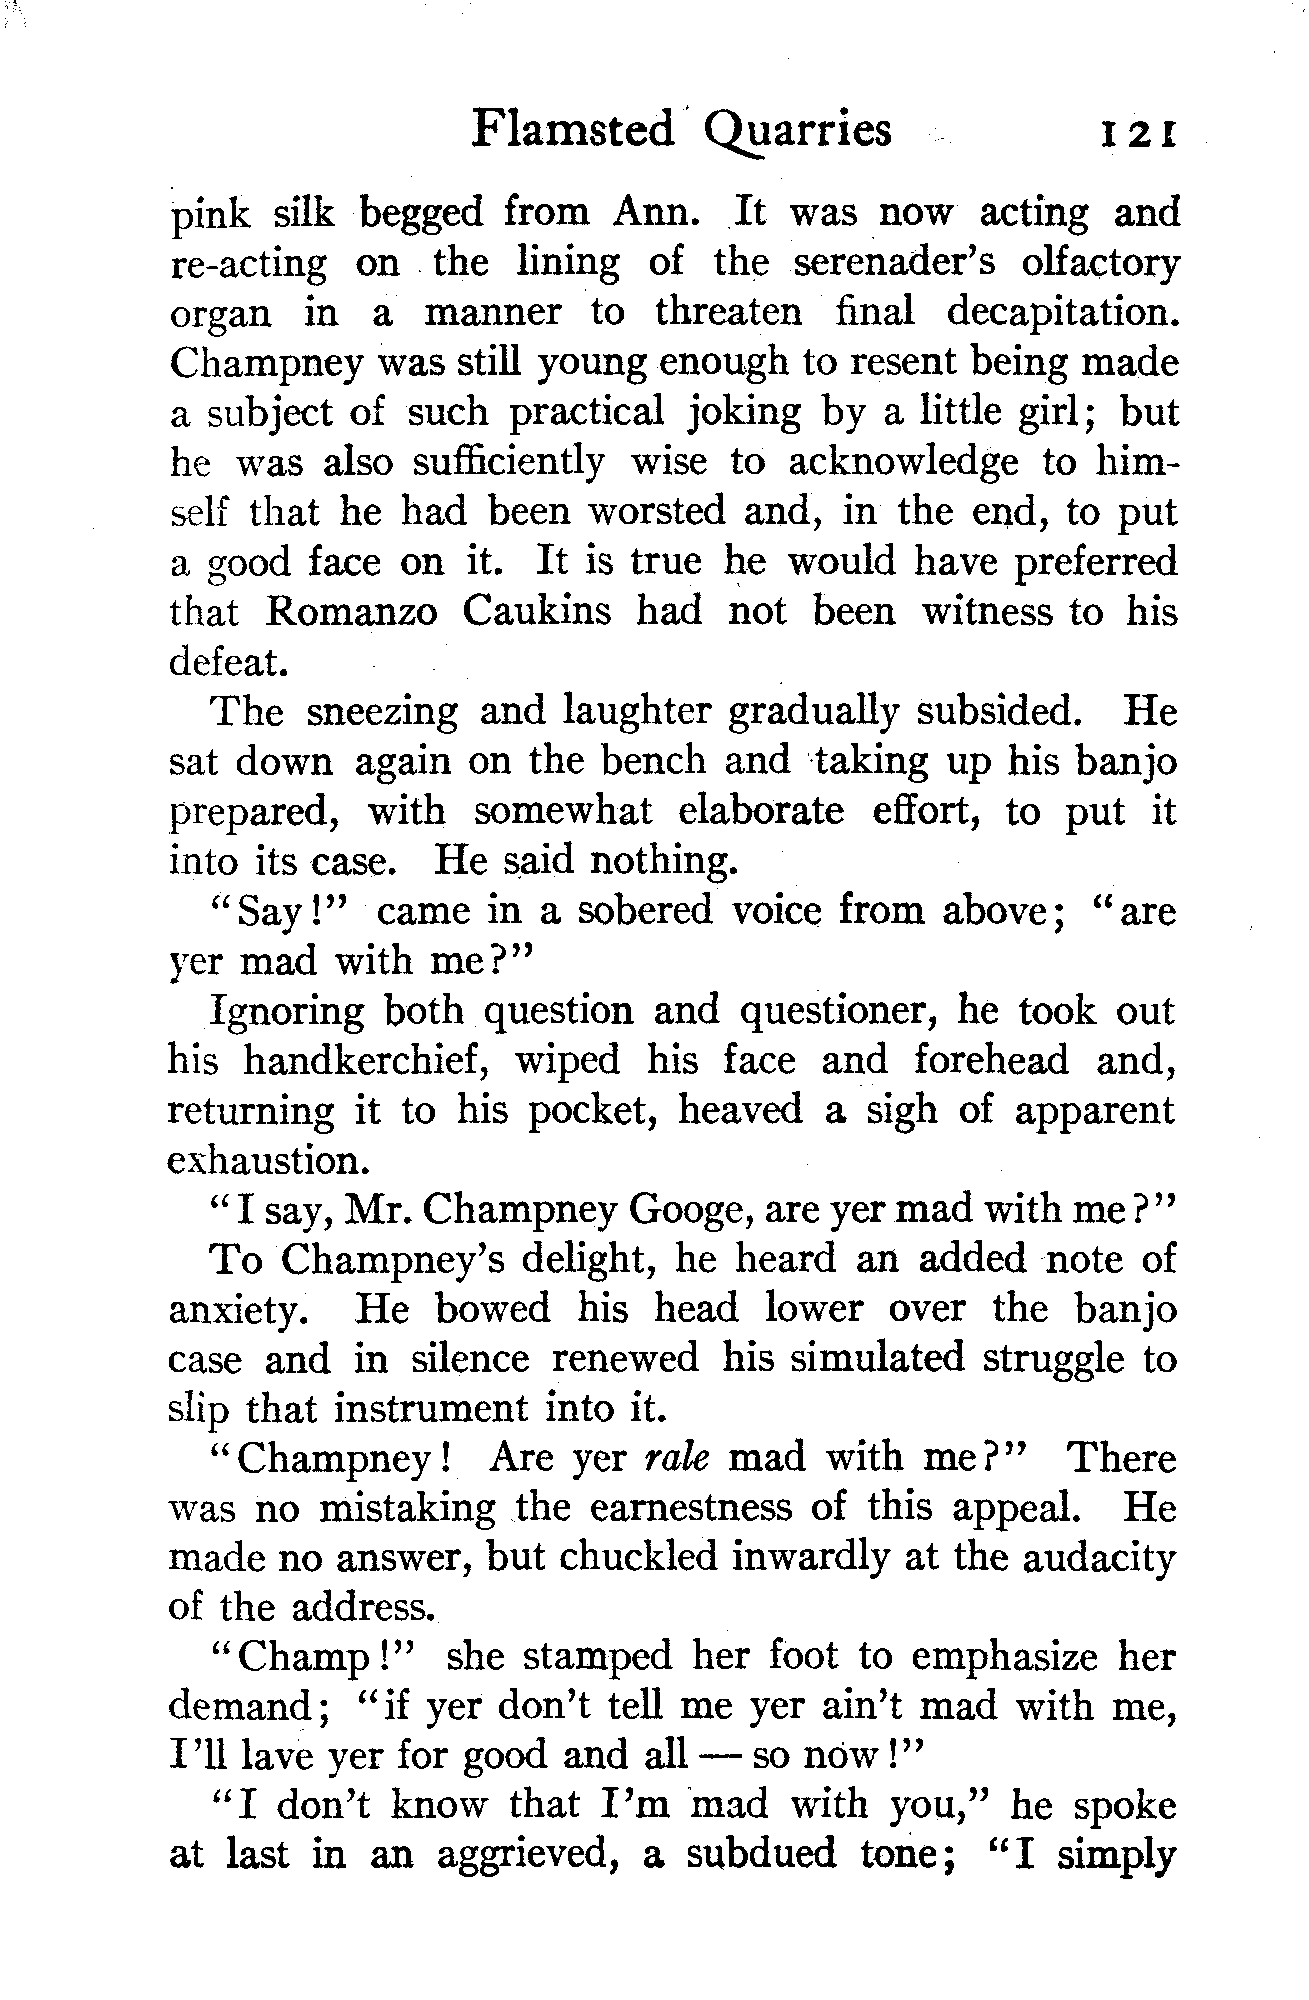 Flamsted Quarries 121
pink silk begged from Ann. It was now acting and
re-acting on the lining of the serenader's olfactory
organ in a manner to threaten final decapitation.
Champney was still young enough to resent being made
a subject of such practical joking by a little girl; but
he was also sufficiently wise to acknowledge to him-
self that he had been worsted and, in the end, to put
a good face on it. It is true he would have preferred
that Romanzo Caukins had not been witness to his
defeat.
The sneezing and laughter gradually subsided. He
sat down again on the bench and taking up his banjo
prepared, with somewhat elaborate effort, to put it
into its case. He said nothing.
"Say!" came in a sobered voice from above; "are
yer mad with me?"
Ignoring both question and questioner, he took out
his handkerchief, wiped his face and forehead and,
returning it to his pocket, heaved a sigh of apparent
exhaustion.
"I say, Mr. Champney Googe, are yer mad with me?"
To Champney's delight, he heard an added note of
anxiety. He bowed his head lower over the banjo
case and in silence renewed his simulated struggle to
slip that instrument into it.
"Champney! Are yer rale mad with me?" There
was no mistaking the earnestness of this appeal. He
made no answer, but chuckled inwardly at the audacity
of the address.
"Champ!" she stamped her foot to emphasize her
demand; "if yer don't tell me yer ain't mad with me,
I'll lave yer for good and all — so now!"
"I don't know that I'm mad with you," he spoke
at last in an aggrieved, a subdued tone; "I simply